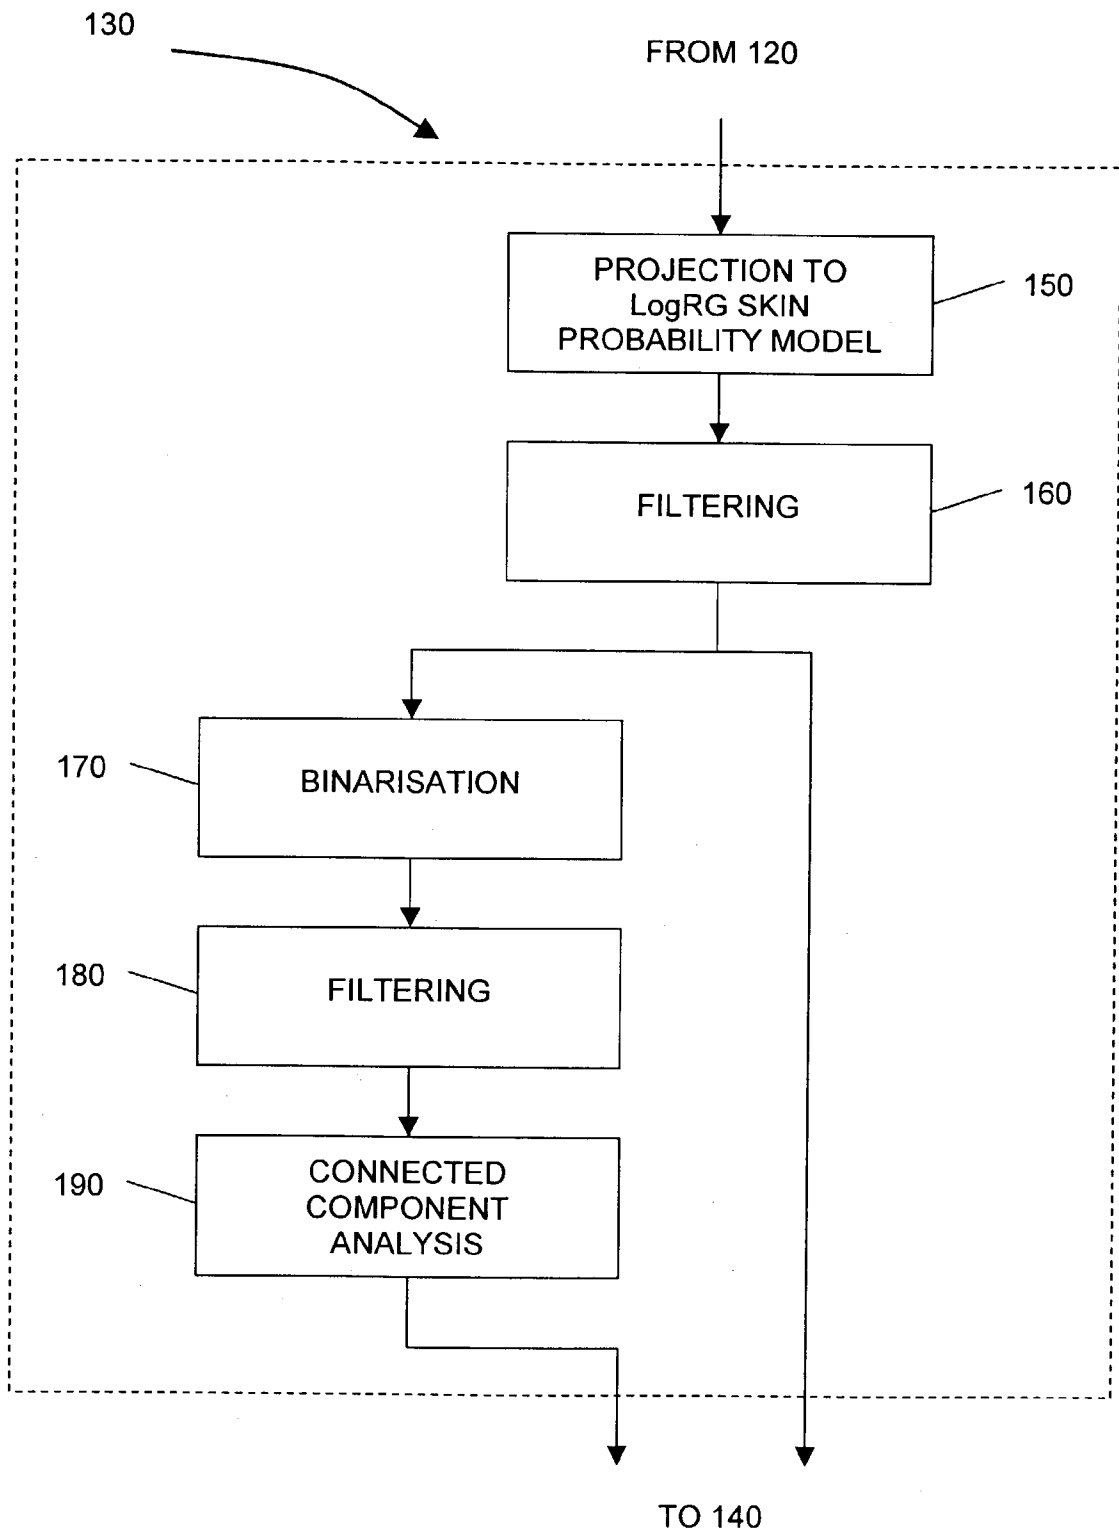 130
FROM 120
PROJECTION TO
LogRG SKIN
PROBABILITY MODEL
150
FILTERING
160
170
BINARISATION
180
FILTERING
190
CONNECTED
COMPONENT
ANALYSIS
TO 140